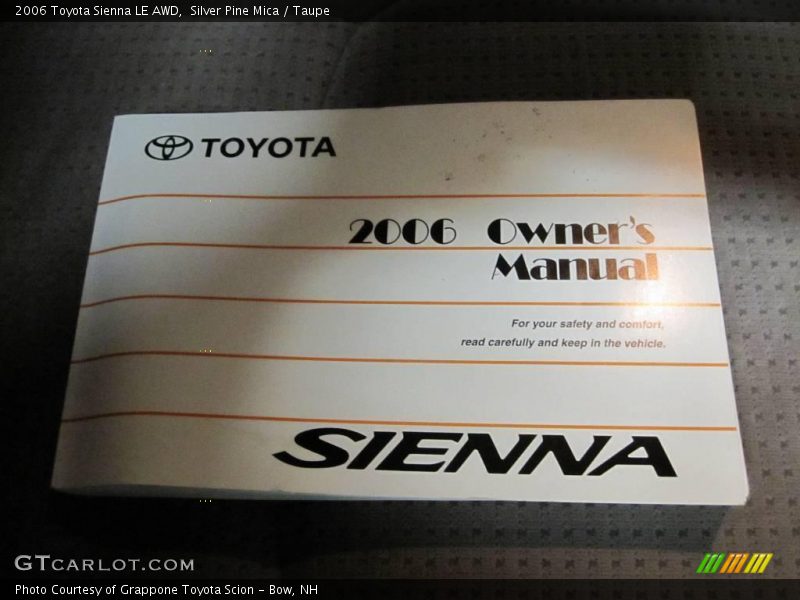 2006 Toyota Sienna LE AWD,  Silver Pine Mica / Taupe
TOYOTA
2006 Owner's
Manual
For your safety and comfort,
read carefully and keep in the vehicle.
SIENNA
GTCARLOT.COM
Photo Courtesy of Grappone Toyota Scion – Bow, NH